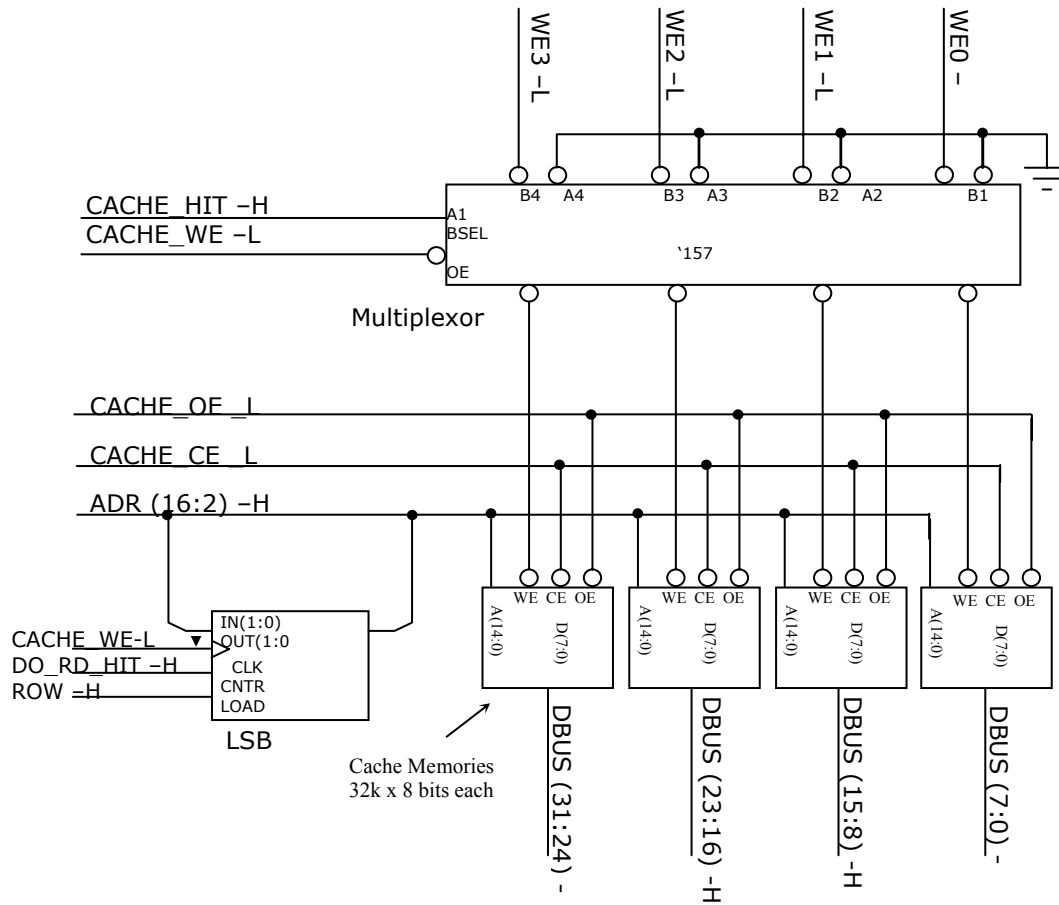 WE3 –L
WE2 –L
WE1 –L
WE0 –
B4 A4 B3 A3 B2 A2 B1
CACHE_HIT –H
A1
BSEL
CACHE_WE –L
OE
‘157
Multiplexor
CACHE_OE _L
CACHE_CE _L
ADR (16:2) –H
WE CE OE
A(14:0)
D(7:0)
WE CE OE
A(14:0)
D(7:0)
WE CE OE
A(14:0)
D(7:0)
WE CE OE
A(14:0)
D(7:0)
IN(1:0)
CACHE_WE-L
OUT(1:0
DO_RD_HIT –H
CLK
ROW –H
CNTR
LOAD
LSB
Cache Memories
32k x 8 bits each
DBUS (31:24) -
DBUS (23:16) -H
DBUS (15:8) -H
DBUS (7:0) -